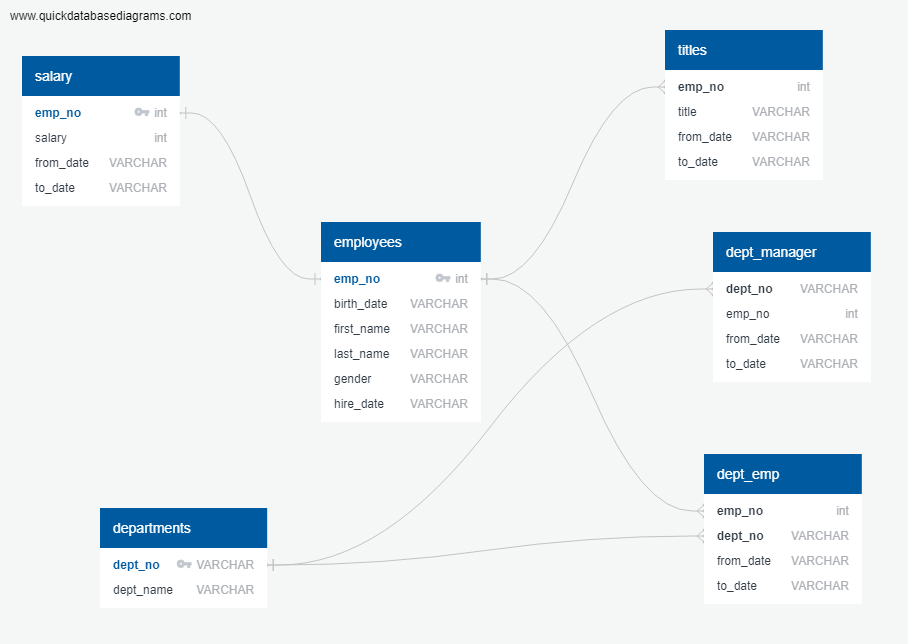 www.quickdatabasediagrams.com
salary
emp_no int
salary int
from_date VARCHAR
to_date VARCHAR
titles
emp_no int
title VARCHAR
from_date VARCHAR
to_date VARCHAR
employees
emp_no int
birth_date VARCHAR
first_name VARCHAR
last_name VARCHAR
gender VARCHAR
hire_date VARCHAR
dept_manager
dept_no VARCHAR
emp_no int
from_date VARCHAR
to_date VARCHAR
departments
dept_no VARCHAR
dept_name VARCHAR
dept_emp
emp_no int
dept_no VARCHAR
from_date VARCHAR
to_date VARCHAR